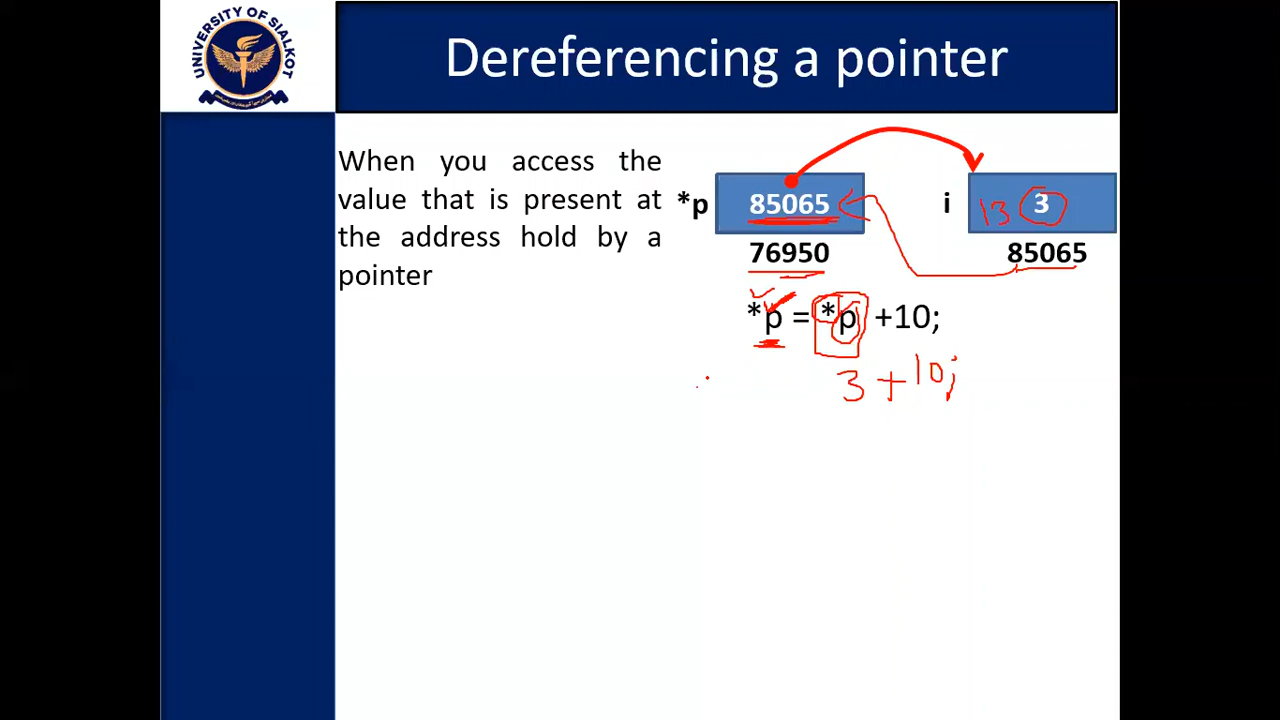 UNIVERSITY OF SIALKOT
Dereferencing a pointer
When you access the
value that is present at
the address hold by a
pointer
*p 85065 i 13 3
76950 85065
*p = *p +10;
3 + 10;